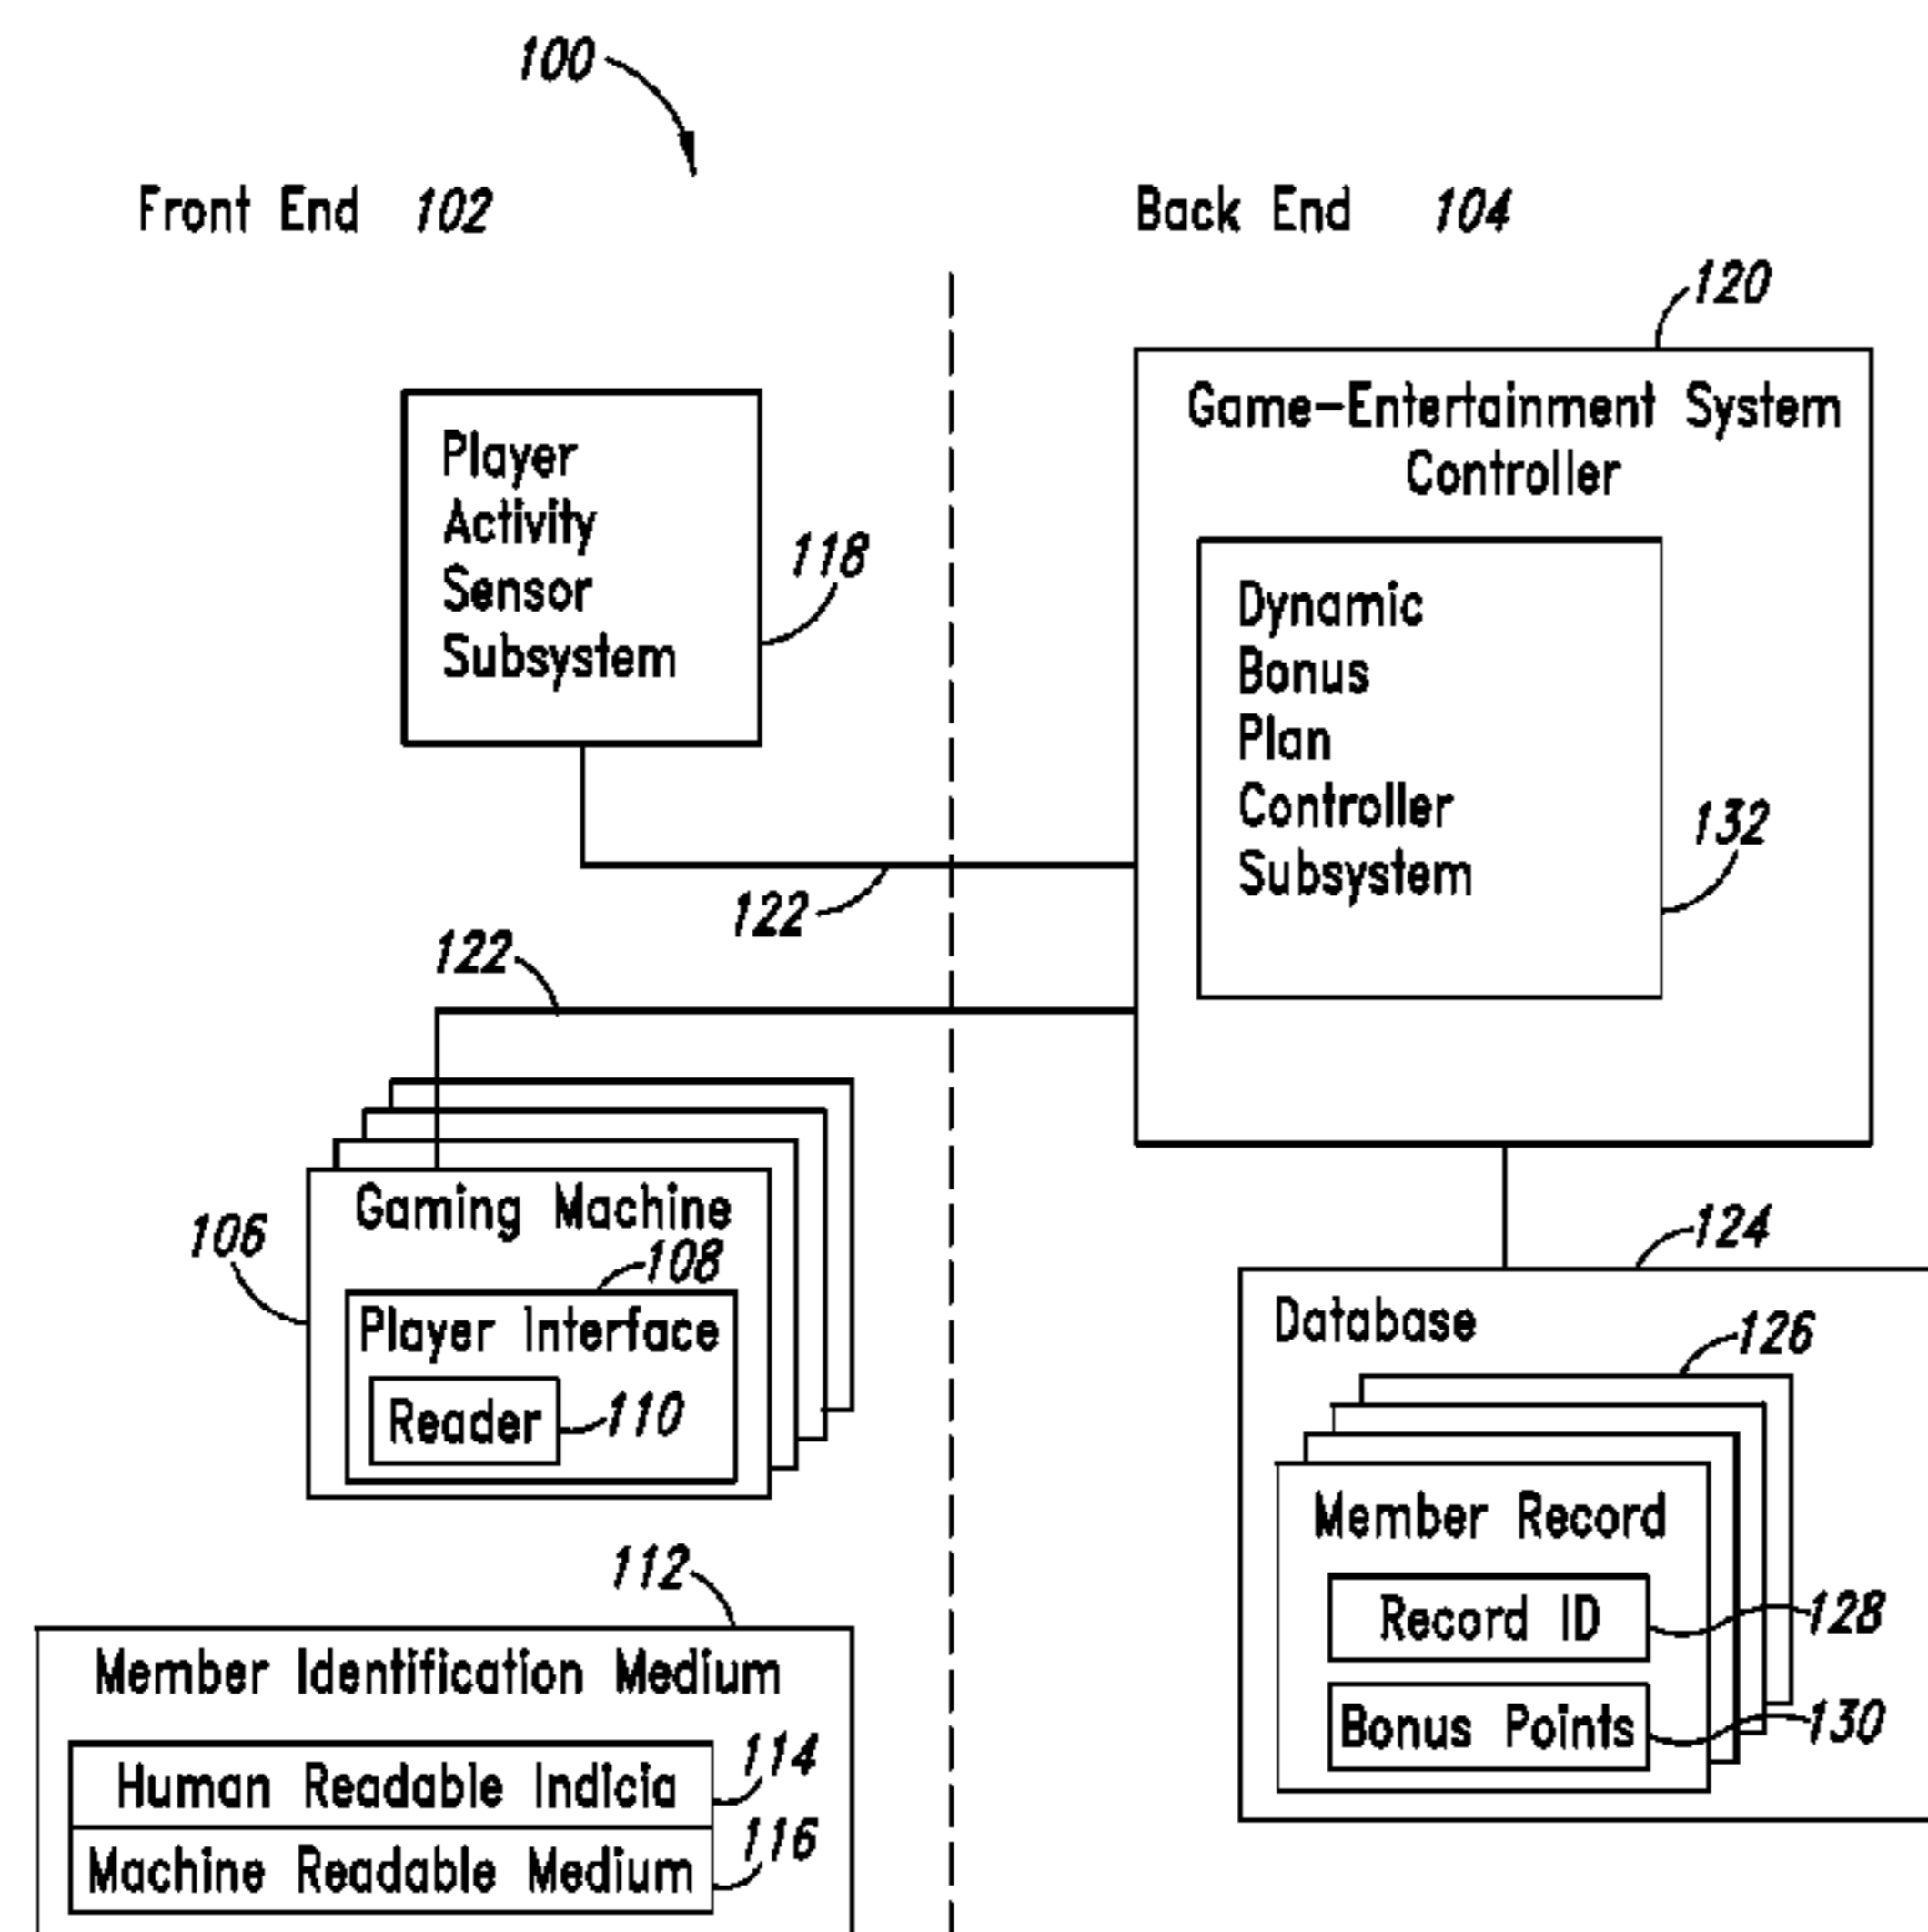 100
Front End 102
Back End 104
120
Player
Activity
Sensor
Subsystem
118
Game-Entertainment System
Controller
Dynamic
Bonus
Plan
Controller
Subsystem
132
122
122
Gaming Machine
106
108
Player Interface
Reader
110
124
Database
126
Member Record
Record ID
128
Bonus Points
130
112
Member Identification Medium
Human Readable Indicia
114
Machine Readable Medium
116